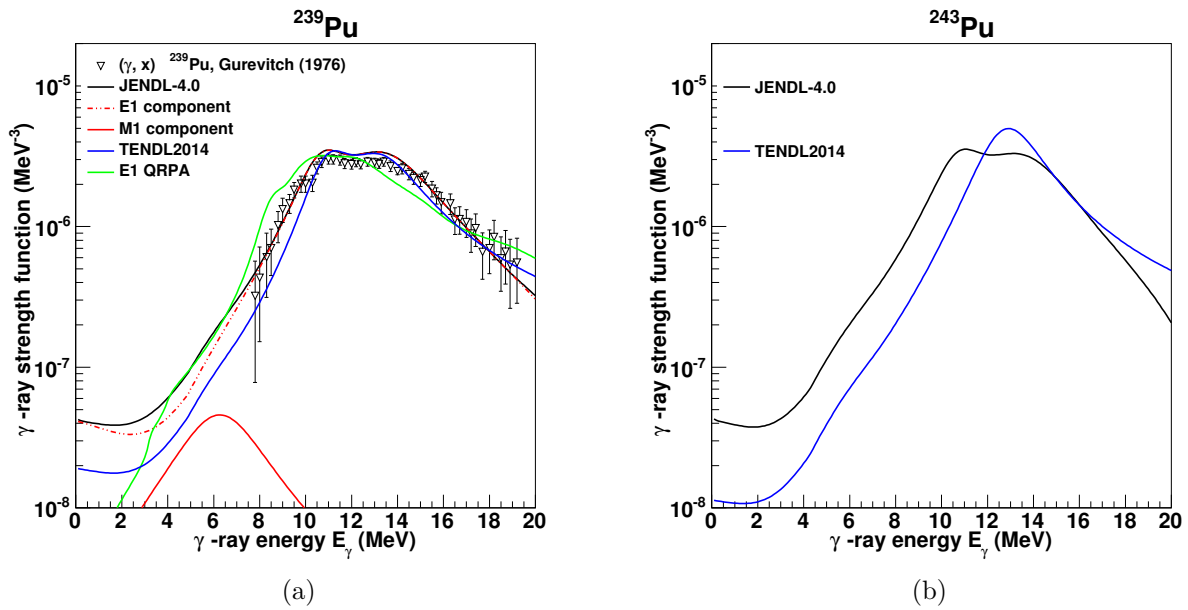 ²³⁹Pu
(γ, x) ²³⁹Pu, Gurevitch (1976)
JENDL-4.0
E1 component
M1 component
TENDL2014
E1 QRPA
γ -ray strength function (MeV⁻³)
10⁻⁵
10⁻⁶
10⁻⁷
10⁻⁸
0 2 4 6 8 10 12 14 16 18 20
γ -ray energy E_γ (MeV)
(a)
²⁴³Pu
JENDL-4.0
TENDL2014
γ -ray strength function (MeV⁻³)
10⁻⁵
10⁻⁶
10⁻⁷
10⁻⁸
0 2 4 6 8 10 12 14 16 18 20
γ -ray energy E_γ (MeV)
(b)